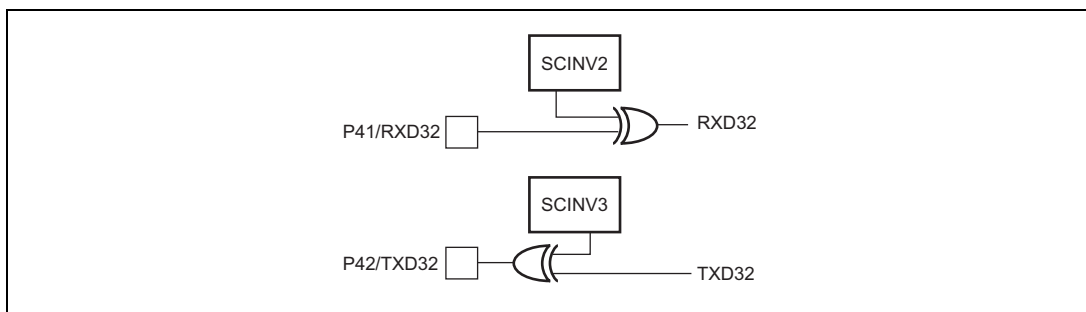 SCINV2
P41/RXD32
RXD32
SCINV3
P42/TXD32
TXD32